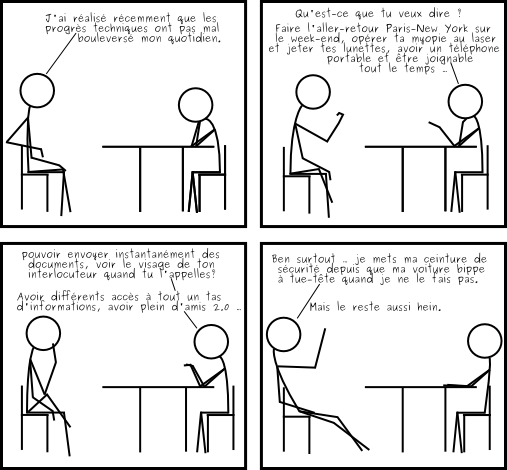 J'ai réalisé récemment que les
progrès techniques ont pas mal
bouleversé mon quotidien.
Qu'est-ce que tu veux dire ?
Faire l'aller-retour Paris-New York sur
le week-end, opérer ta myopie au laser
et jeter tes lunettes, avoir un téléphone
portable et être joignable
tout le temps ..
pouvoir envoyer instantanément des
documents, voir le visage de ton
interlocuteur quand tu l'appelles?
Avoir différents accès à tout un tas
d'informations, avoir plein d'amis 2.0 ..
Ben surtout .. je mets ma ceinture de
sécurité depuis que ma voiture bippe
à tue-tête quand je ne le fais pas.
Mais le reste aussi hein.